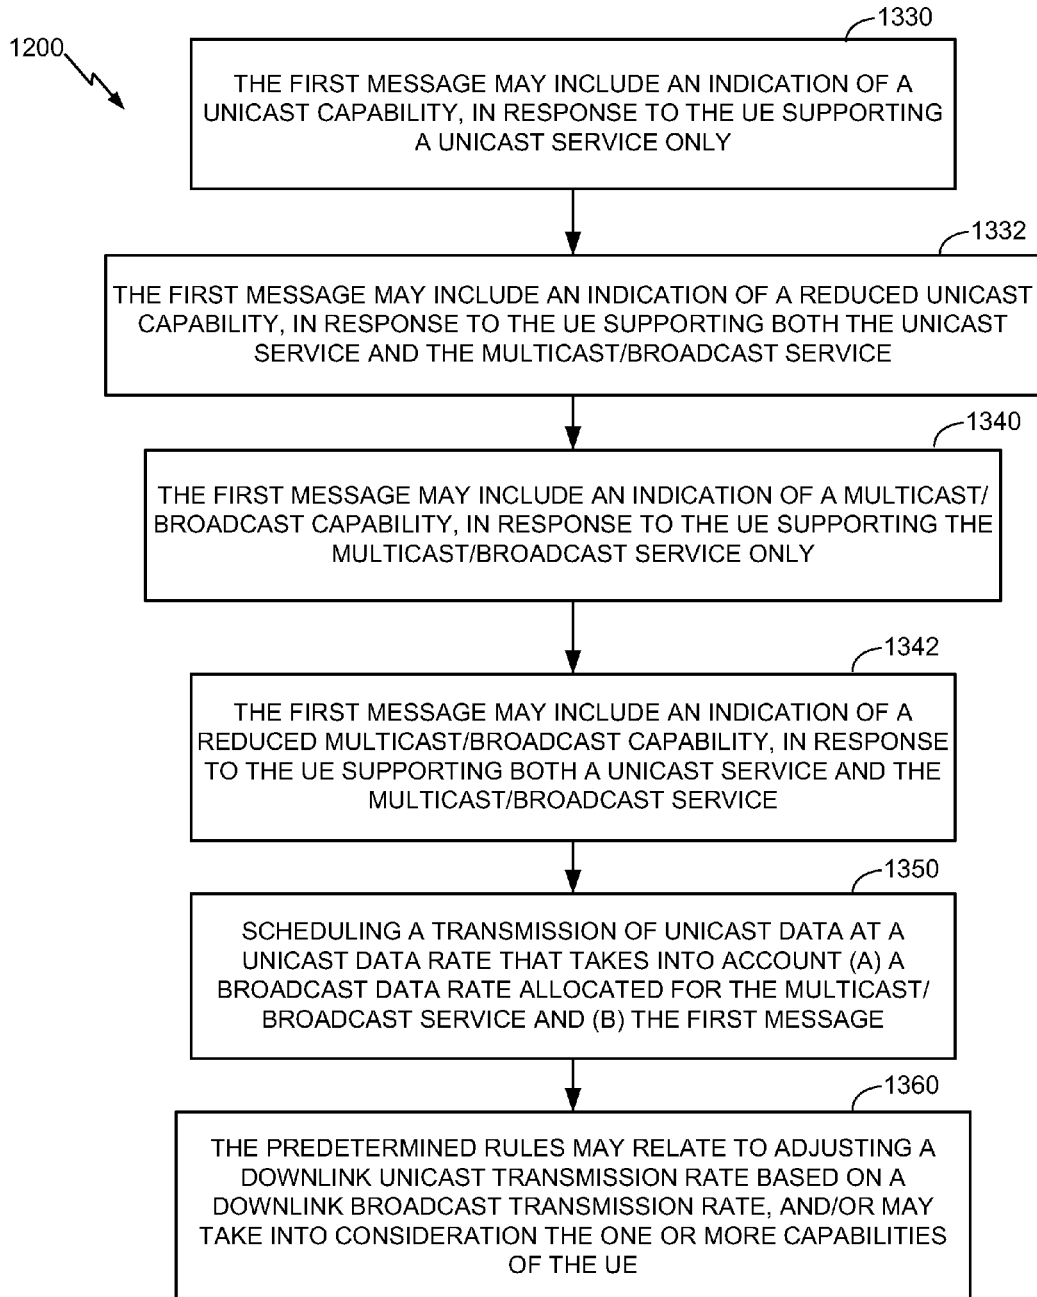 1200
1330
THE FIRST MESSAGE MAY INCLUDE AN INDICATION OF A
UNICAST CAPABILITY, IN RESPONSE TO THE UE SUPPORTING
A UNICAST SERVICE ONLY
1332
THE FIRST MESSAGE MAY INCLUDE AN INDICATION OF A REDUCED UNICAST
CAPABILITY, IN RESPONSE TO THE UE SUPPORTING BOTH THE UNICAST
SERVICE AND THE MULTICAST/BROADCAST SERVICE
1340
THE FIRST MESSAGE MAY INCLUDE AN INDICATION OF A MULTICAST/
BROADCAST CAPABILITY, IN RESPONSE TO THE UE SUPPORTING THE
MULTICAST/BROADCAST SERVICE ONLY
1342
THE FIRST MESSAGE MAY INCLUDE AN INDICATION OF A
REDUCED MULTICAST/BROADCAST CAPABILITY, IN RESPONSE
TO THE UE SUPPORTING BOTH A UNICAST SERVICE AND THE
MULTICAST/BROADCAST SERVICE
1350
SCHEDULING A TRANSMISSION OF UNICAST DATA AT A
UNICAST DATA RATE THAT TAKES INTO ACCOUNT (A) A
BROADCAST DATA RATE ALLOCATED FOR THE MULTICAST/
BROADCAST SERVICE AND (B) THE FIRST MESSAGE
1360
THE PREDETERMINED RULES MAY RELATE TO ADJUSTING A
DOWNLINK UNICAST TRANSMISSION RATE BASED ON A
DOWNLINK BROADCAST TRANSMISSION RATE, AND/OR MAY
TAKE INTO CONSIDERATION THE ONE OR MORE CAPABILITIES
OF THE UE